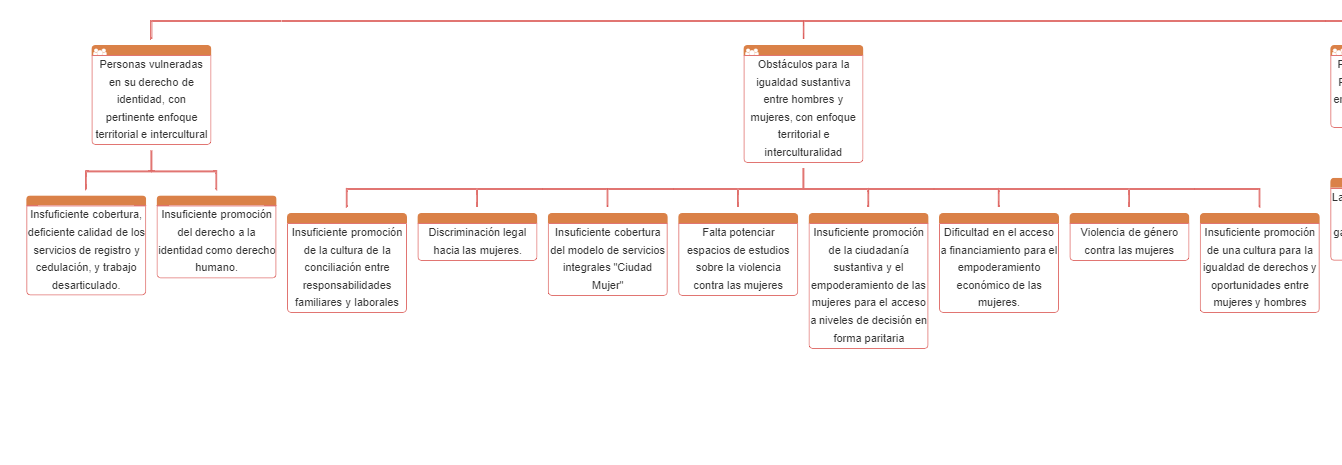 Personas vulneradas
en su derecho de
identidad, con
pertinente enfoque
territorial e intercultural
Obstáculos para la
igualdad sustantiva
entre hombres y
mujeres, con enfoque
territorial e
interculturalidad
Insfuficiente cobertura,
deficiente calidad de los
servicios de registro y
cedulación, y trabajo
desarticulado.
Insuficiente promoción
del derecho a la
identidad como derecho
humano.
Insuficiente promoción
de la cultura de la
conciliación entre
responsabilidades
familiares y laborales
Discriminación legal
hacia las mujeres.
Insuficiente cobertura
del modelo de servicios
integrales "Ciudad
Mujer"
Falta potenciar
espacios de estudios
sobre la violencia
contra las mujeres
Insuficiente promoción
de la ciudadanía
sustantiva y el
empoderamiento de las
mujeres para el acceso
a niveles de decisión en
forma paritaria
Dificultad en el acceso
a financiamiento para el
empoderamiento
económico de las
mujeres.
Violencia de género
contra las mujeres
Insuficiente promoción
de una cultura para la
igualdad de derechos y
oportunidades entre
mujeres y hombres